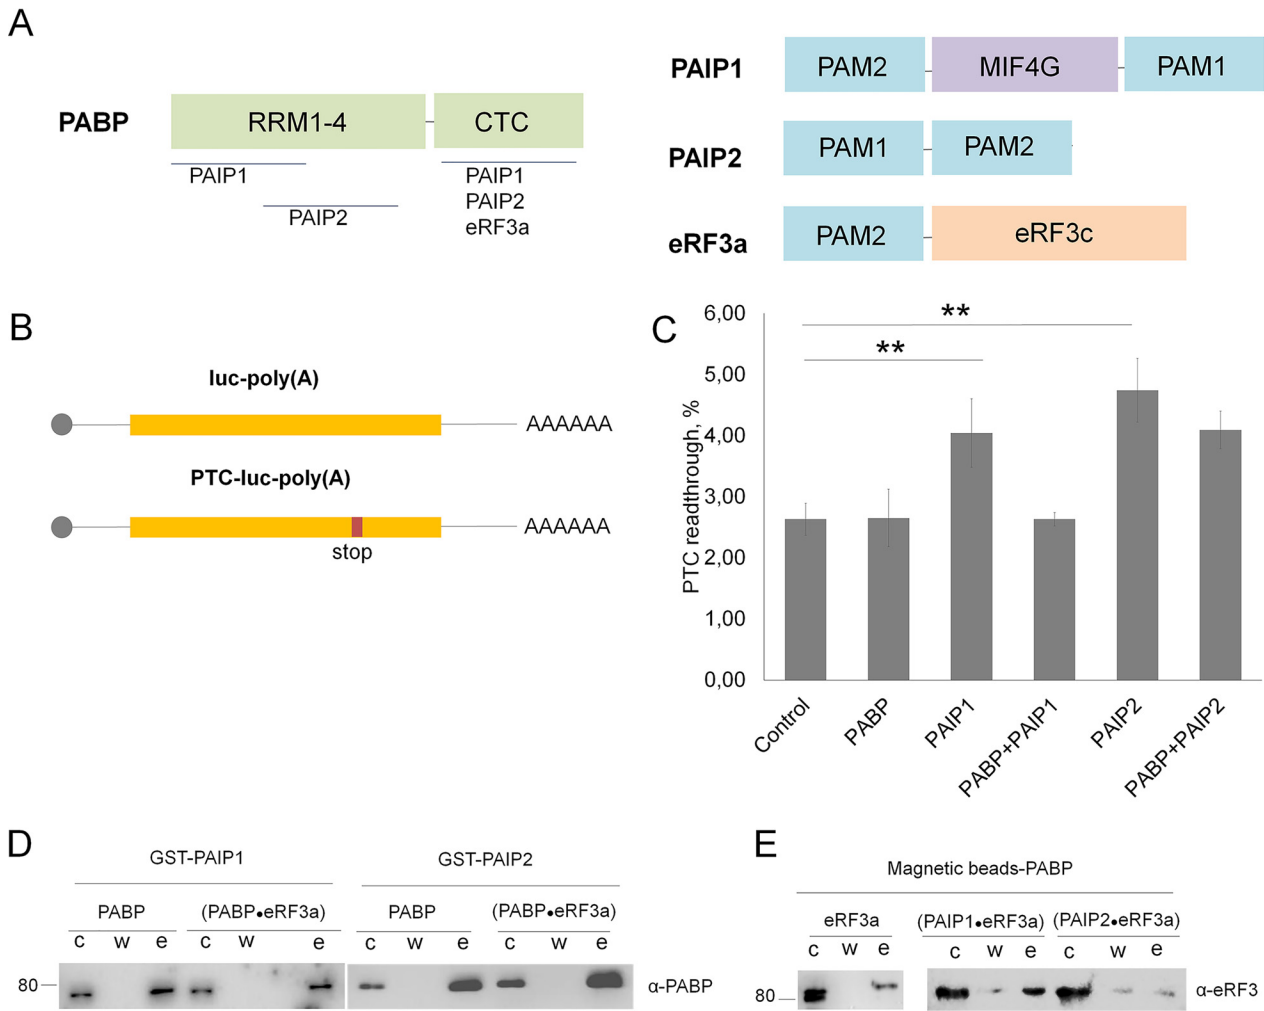 A
PABP
RRM1-4
CTC
PAIP1
PAIP2
PAIP1
PAIP2
eRF3a
PAIP1
PAM2
MIF4G
PAM1
PAIP2
PAM1
PAM2
eRF3a
PAM2
eRF3c
B
luc-poly(A)
AAAAAA
PTC-luc-poly(A)
AAAAAA
stop
C
PTC readthrough, %
6,00
5,00
4,00
3,00
2,00
1,00
0,00
**
**
Control
PABP
PAIP1
PABP+PAIP1
PAIP2
PABP+PAIP2
D
GST-PAIP1
GST-PAIP2
PABP
(PABP●eRF3a)
PABP
(PABP●eRF3a)
c w e c w e c w e c w e
80
α-PABP
E
Magnetic beads-PABP
eRF3a
(PAIP1●eRF3a)
(PAIP2●eRF3a)
c w e c w e c w e
80
α-eRF3